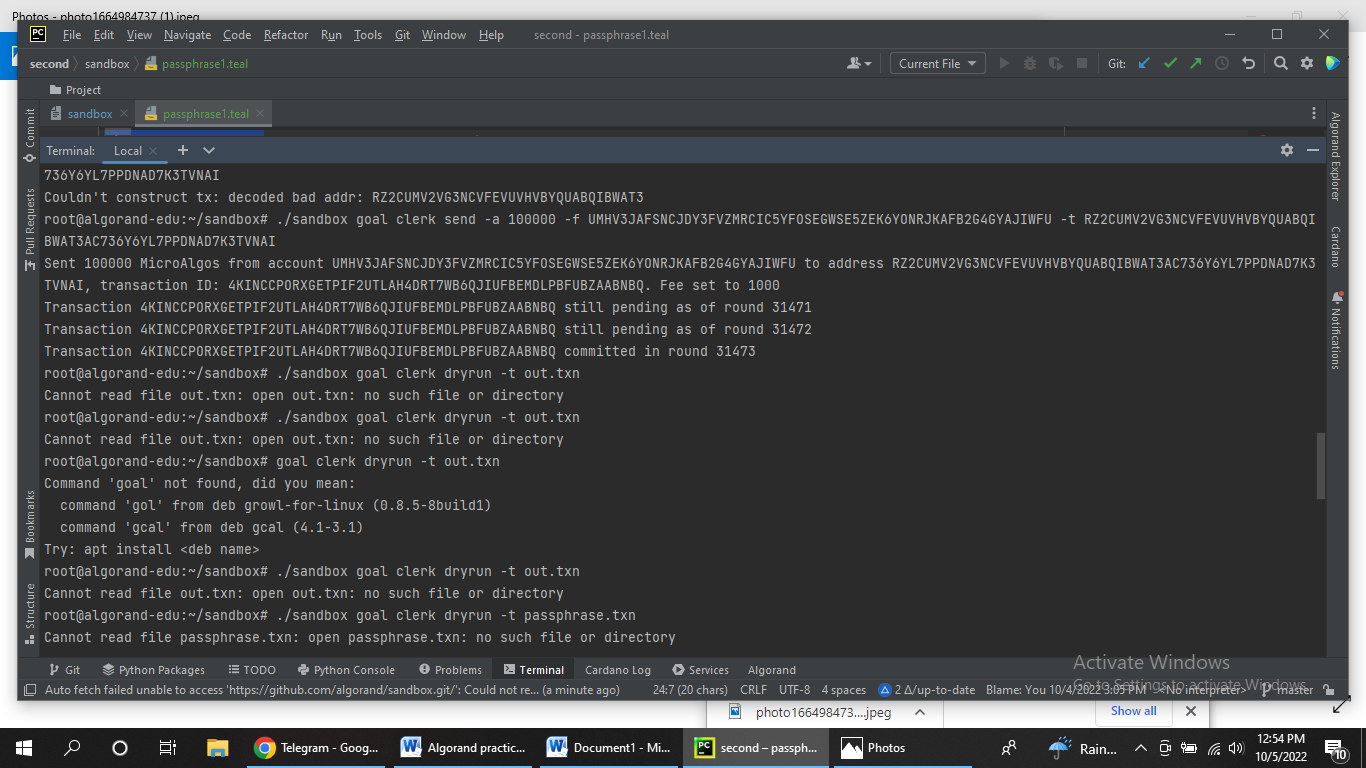 Photos - photo1664984737 (1).jpeg
PC File Edit View Navigate Code Refactor Run Tools Git Window Help second - passphrase1.teal
second sandbox passphrase1.teal Current File Git:
Project
sandbox passphrase1.teal
Terminal: Local
736Y6YL7PPDNAD7K3TVNAI
Couldn't construct tx: decoded bad addr: RZ2CUMV2VG3NCVFEVUVHVBYQUABQIBWAT3
root@algorand-edu:~/sandbox# ./sandbox goal clerk send -a 100000 -f UMHV3JAFSNCJDY3FVZMRCIC5YFOSEGWSE5ZEK6YONRJKAFB2G4GYAJIWFU -t RZ2CUMV2VG3NCVFEVUVHVBYQUABQI
BWAT3AC736Y6YL7PPDNAD7K3TVNAI
Sent 100000 MicroAlgos from account UMHV3JAFSNCJDY3FVZMRCIC5YFOSEGWSE5ZEK6YONRJKAFB2G4GYAJIWFU to address RZ2CUMV2VG3NCVFEVUVHVBYQUABQIBWAT3AC736Y6YL7PPDNAD7K3
TVNAI, transaction ID: 4KINCCPORXGETPIF2UTLAH4DRT7WB6QJIUFBEMDLPBFUBZAABNBQ. Fee set to 1000
Transaction 4KINCCPORXGETPIF2UTLAH4DRT7WB6QJIUFBEMDLPBFUBZAABNBQ still pending as of round 31471
Transaction 4KINCCPORXGETPIF2UTLAH4DRT7WB6QJIUFBEMDLPBFUBZAABNBQ still pending as of round 31472
Transaction 4KINCCPORXGETPIF2UTLAH4DRT7WB6QJIUFBEMDLPBFUBZAABNBQ committed in round 31473
root@algorand-edu:~/sandbox# ./sandbox goal clerk dryrun -t out.txn
Cannot read file out.txn: open out.txn: no such file or directory
root@algorand-edu:~/sandbox# ./sandbox goal clerk dryrun -t out.txn
Cannot read file out.txn: open out.txn: no such file or directory
root@algorand-edu:~/sandbox# goal clerk dryrun -t out.txn
Command 'goal' not found, did you mean:
command 'gol' from deb growl-for-linux (0.8.5-8build1)
command 'gcal' from deb gcal (4.1-3.1)
Try: apt install <deb name>
root@algorand-edu:~/sandbox# ./sandbox goal clerk dryrun -t out.txn
Cannot read file out.txn: open out.txn: no such file or directory
root@algorand-edu:~/sandbox# ./sandbox goal clerk dryrun -t passphrase.txn
Cannot read file passphrase.txn: open passphrase.txn: no such file or directory
Commit
Pull Requests
Bookmarks
Structure
Algorand Explorer
Cardano
Notifications
Git Python Packages TODO Python Console Problems Terminal Cardano Log Services Algorand
Activate Windows
Go to Settings to activate Windows.
Auto fetch failed unable to access 'https://github.com/algorand/sandbox.git/': Could not re... (a minute ago) 24:7 (20 chars) CRLF UTF-8 4 spaces 2 Δ/up-to-date Blame: You 10/4/2022 3:05 PM <No interpreter> master
photo166498473....jpeg Show all
Telegram - Goog... Algorand practic... Document1 - Mi... second – passph... Photos Rain... 12:54 PM
10/5/2022 10